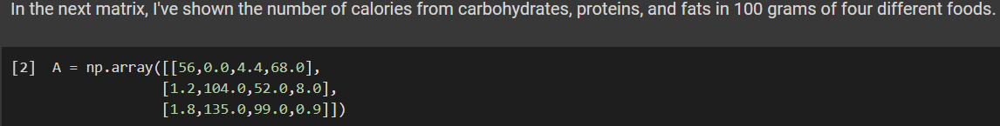 In the next matrix, I've shown the number of calories from carbohydrates, proteins, and fats in 100 grams of four different foods.
[2] A = np.array([[56,0.0,4.4,68.0],
[1.2,104.0,52.0,8.0],
[1.8,135.0,99.0,0.9]])